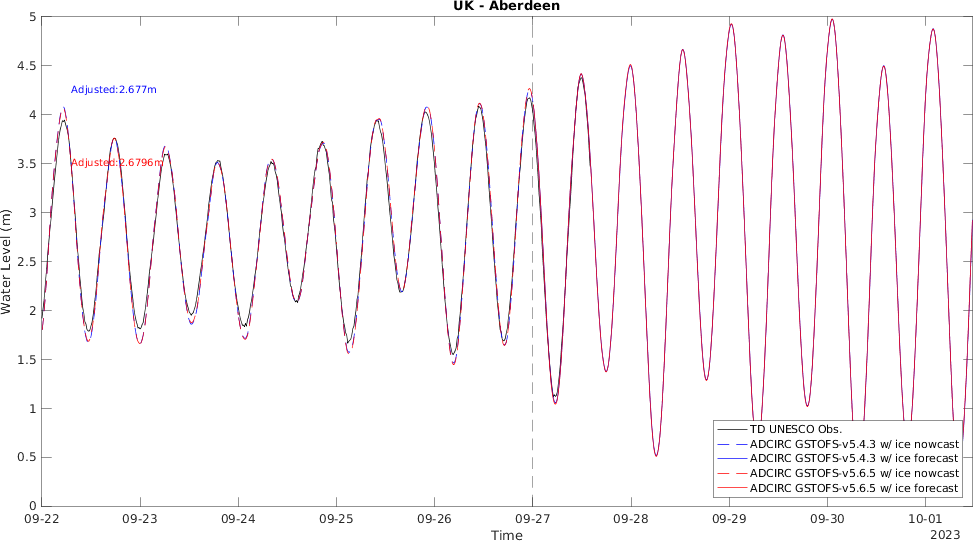 UK - Aberdeen
5
4.5
4
3.5
3
2.5
2
1.5
1
0.5
0
Water Level (m)
Adjusted:2.677m
Adjusted:2.6796m
TD UNESCO Obs.
ADCIRC GSTOFS-v5.4.3 w/ ice nowcast
ADCIRC GSTOFS-v5.4.3 w/ ice forecast
ADCIRC GSTOFS-v5.6.5 w/ ice nowcast
ADCIRC GSTOFS-v5.6.5 w/ ice forecast
09-22 09-23 09-24 09-25 09-26 09-27 09-28 09-29 09-30 10-01
Time
2023